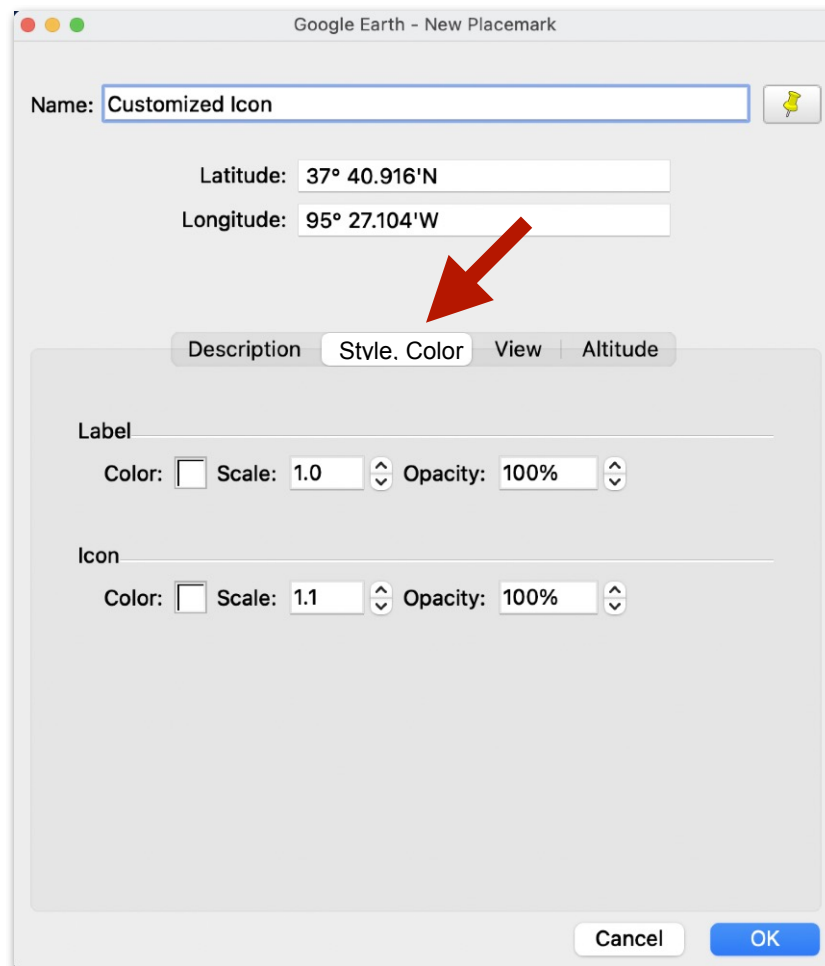 Google Earth - New Placemark
Name: Customized Icon
Latitude: 37° 40.916'N
Longitude: 95° 27.104'W
Description Style, Color View Altitude
Label
Color: Scale: 1.0 Opacity: 100%
Icon
Color: Scale: 1.1 Opacity: 100%
Cancel OK